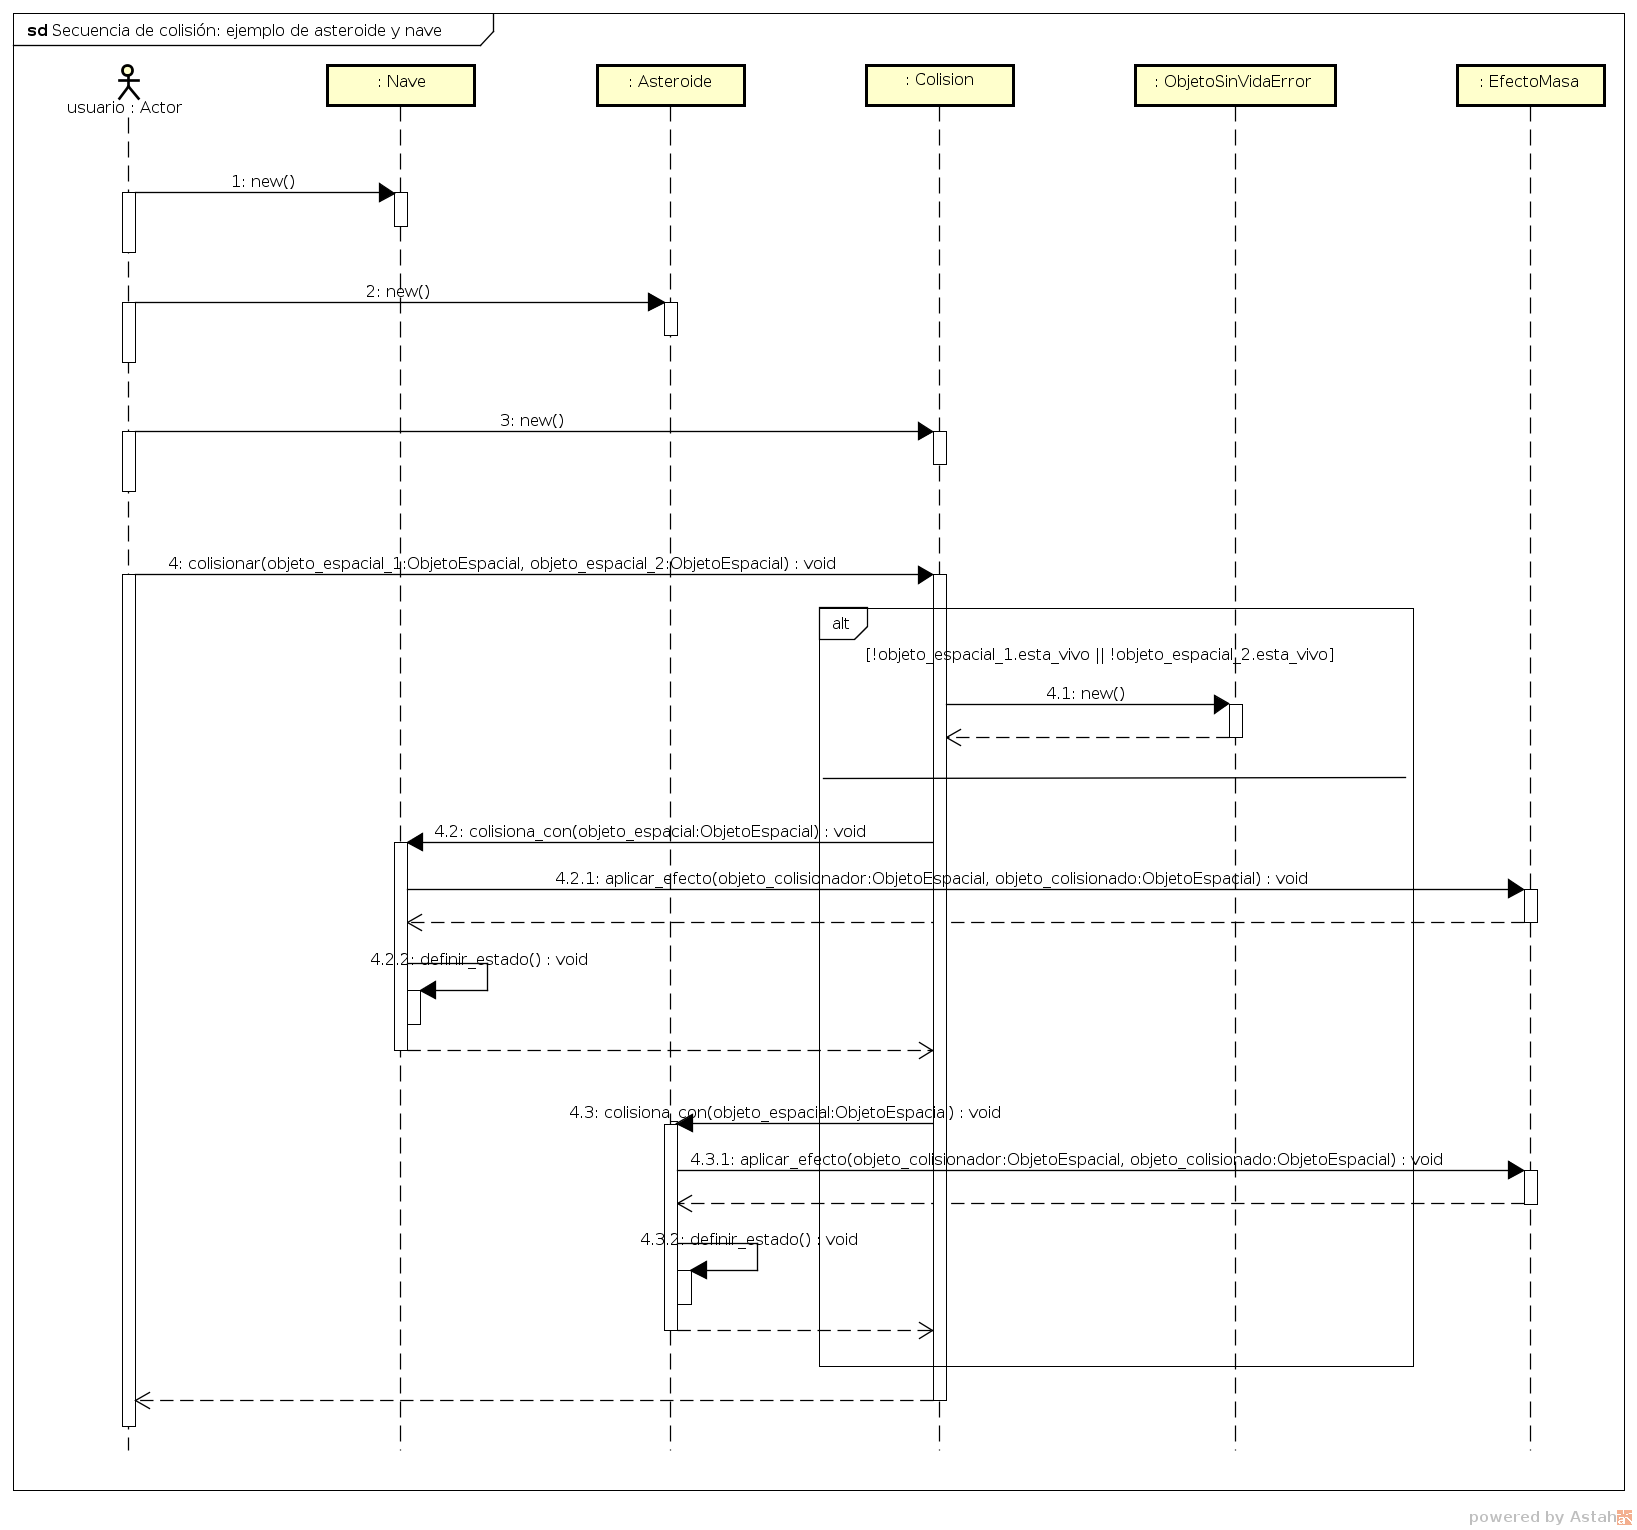 sd Secuencia de colisión: ejemplo de asteroide y nave
usuario : Actor
: Nave
: Asteroide
: Colision
: ObjetoSinVidaError
: EfectoMasa
1: new()
2: new()
3: new()
4: colisionar(objeto_espacial_1:ObjetoEspacial, objeto_espacial_2:ObjetoEspacial) : void
alt
[!objeto_espacial_1.esta_vivo || !objeto_espacial_2.esta_vivo]
4.1: new()
4.2: colisiona_con(objeto_espacial:ObjetoEspacial) : void
4.2.1: aplicar_efecto(objeto_colisionador:ObjetoEspacial, objeto_colisionado:ObjetoEspacial) : void
4.2.2: definir_estado() : void
4.3: colisiona_con(objeto_espacial:ObjetoEspacial) : void
4.3.1: aplicar_efecto(objeto_colisionador:ObjetoEspacial, objeto_colisionado:ObjetoEspacial) : void
4.3.2: definir_estado() : void
powered by Astah